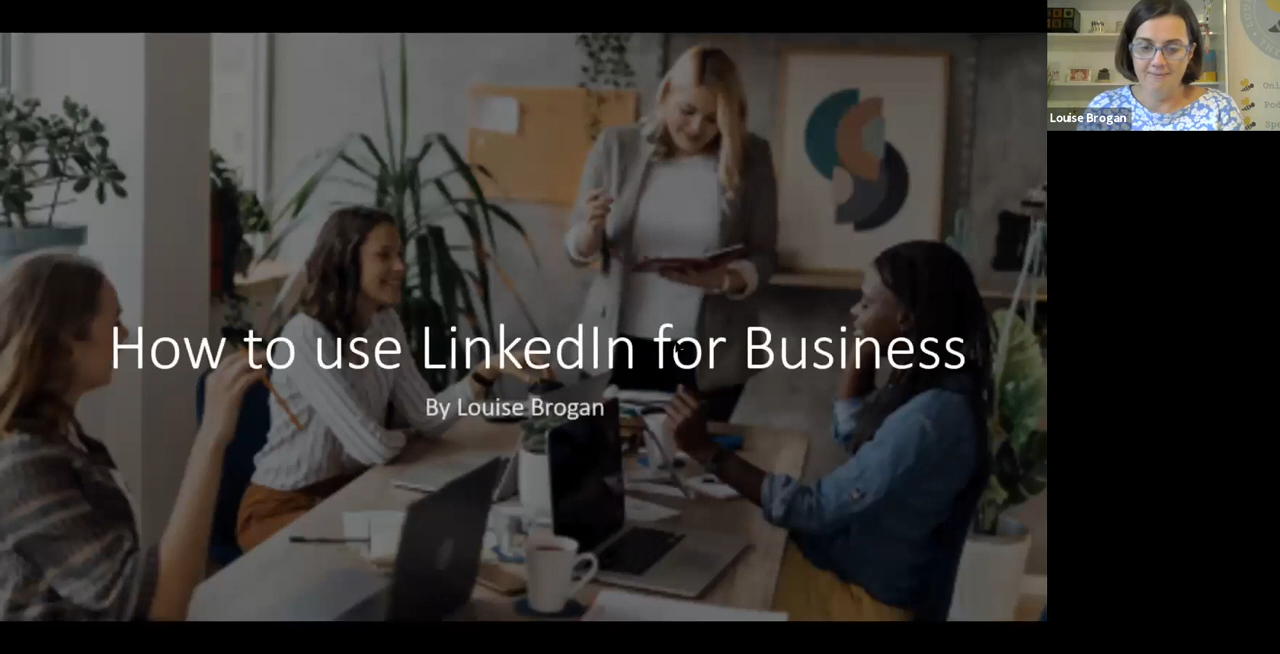 How to use LinkedIn for Business
By Louise Brogan
Louise Brogan